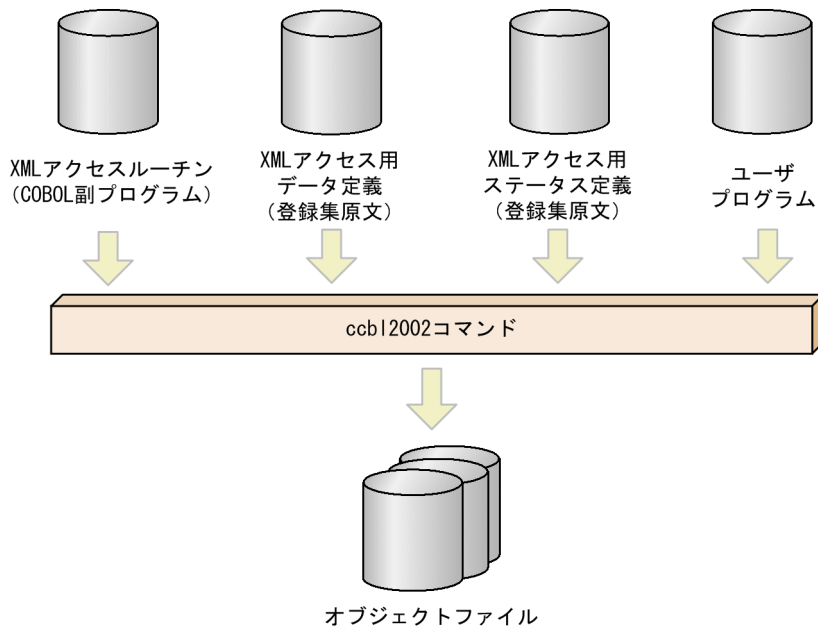 XMLアクセスルーチン
(COBOL副プログラム)
XMLアクセス用
データ定義
(登録集原文)
XMLアクセス用
ステータス定義
(登録集原文)
ユーザ
プログラム
ccbl2002コマンド
オブジェクトファイル